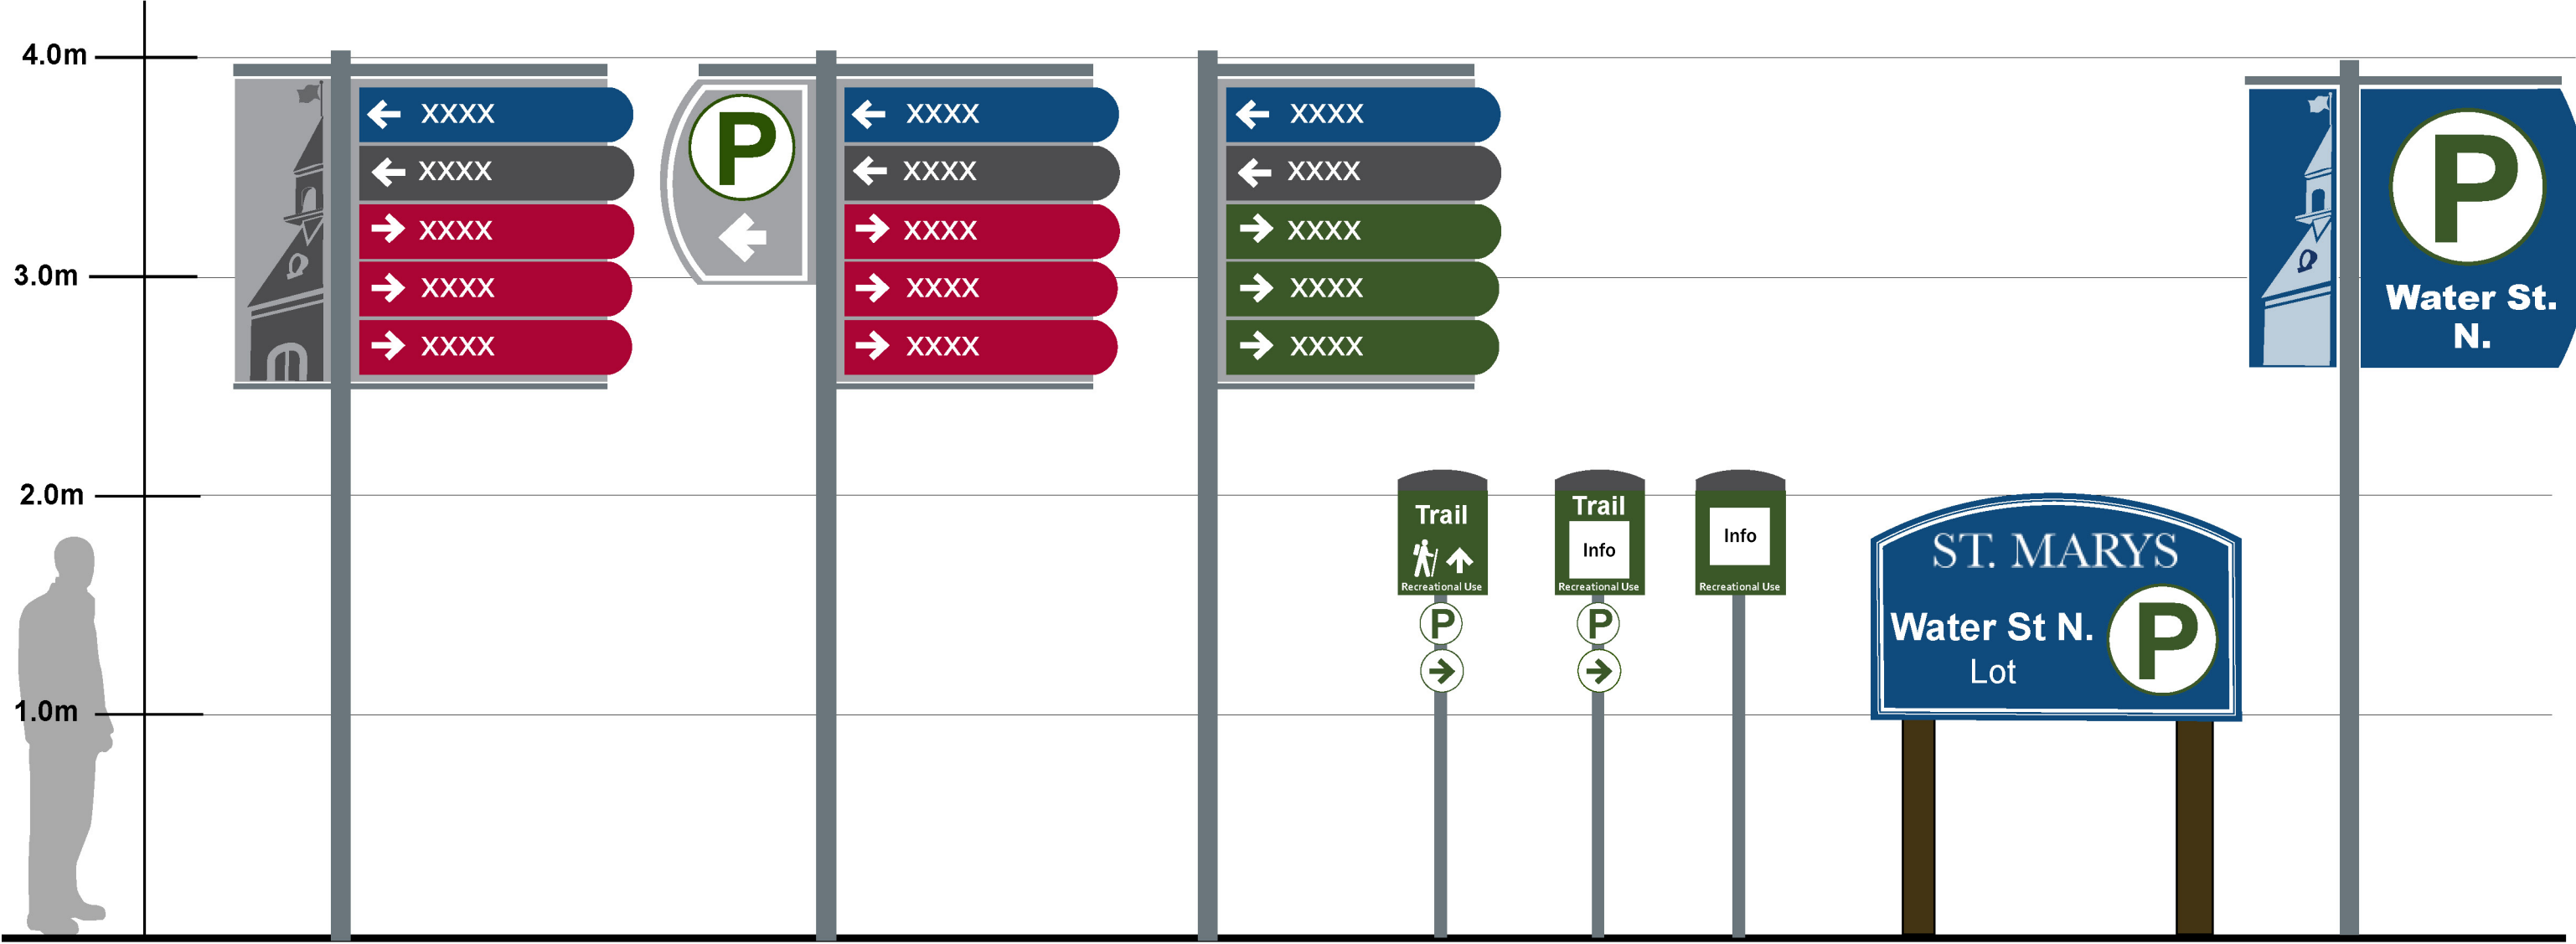 4.0m
3.0m
2.0m
1.0m
XXXX
XXXX
XXXX
XXXX
XXXX
P
XXXX
XXXX
XXXX
XXXX
XXXX
XXXX
XXXX
XXXX
XXXX
XXXX
Trail
Recreational Use
P
Trail
Info
Recreational Use
P
Info
Recreational Use
ST. MARYS
Water St N.
Lot
P
P
Water St.
N.